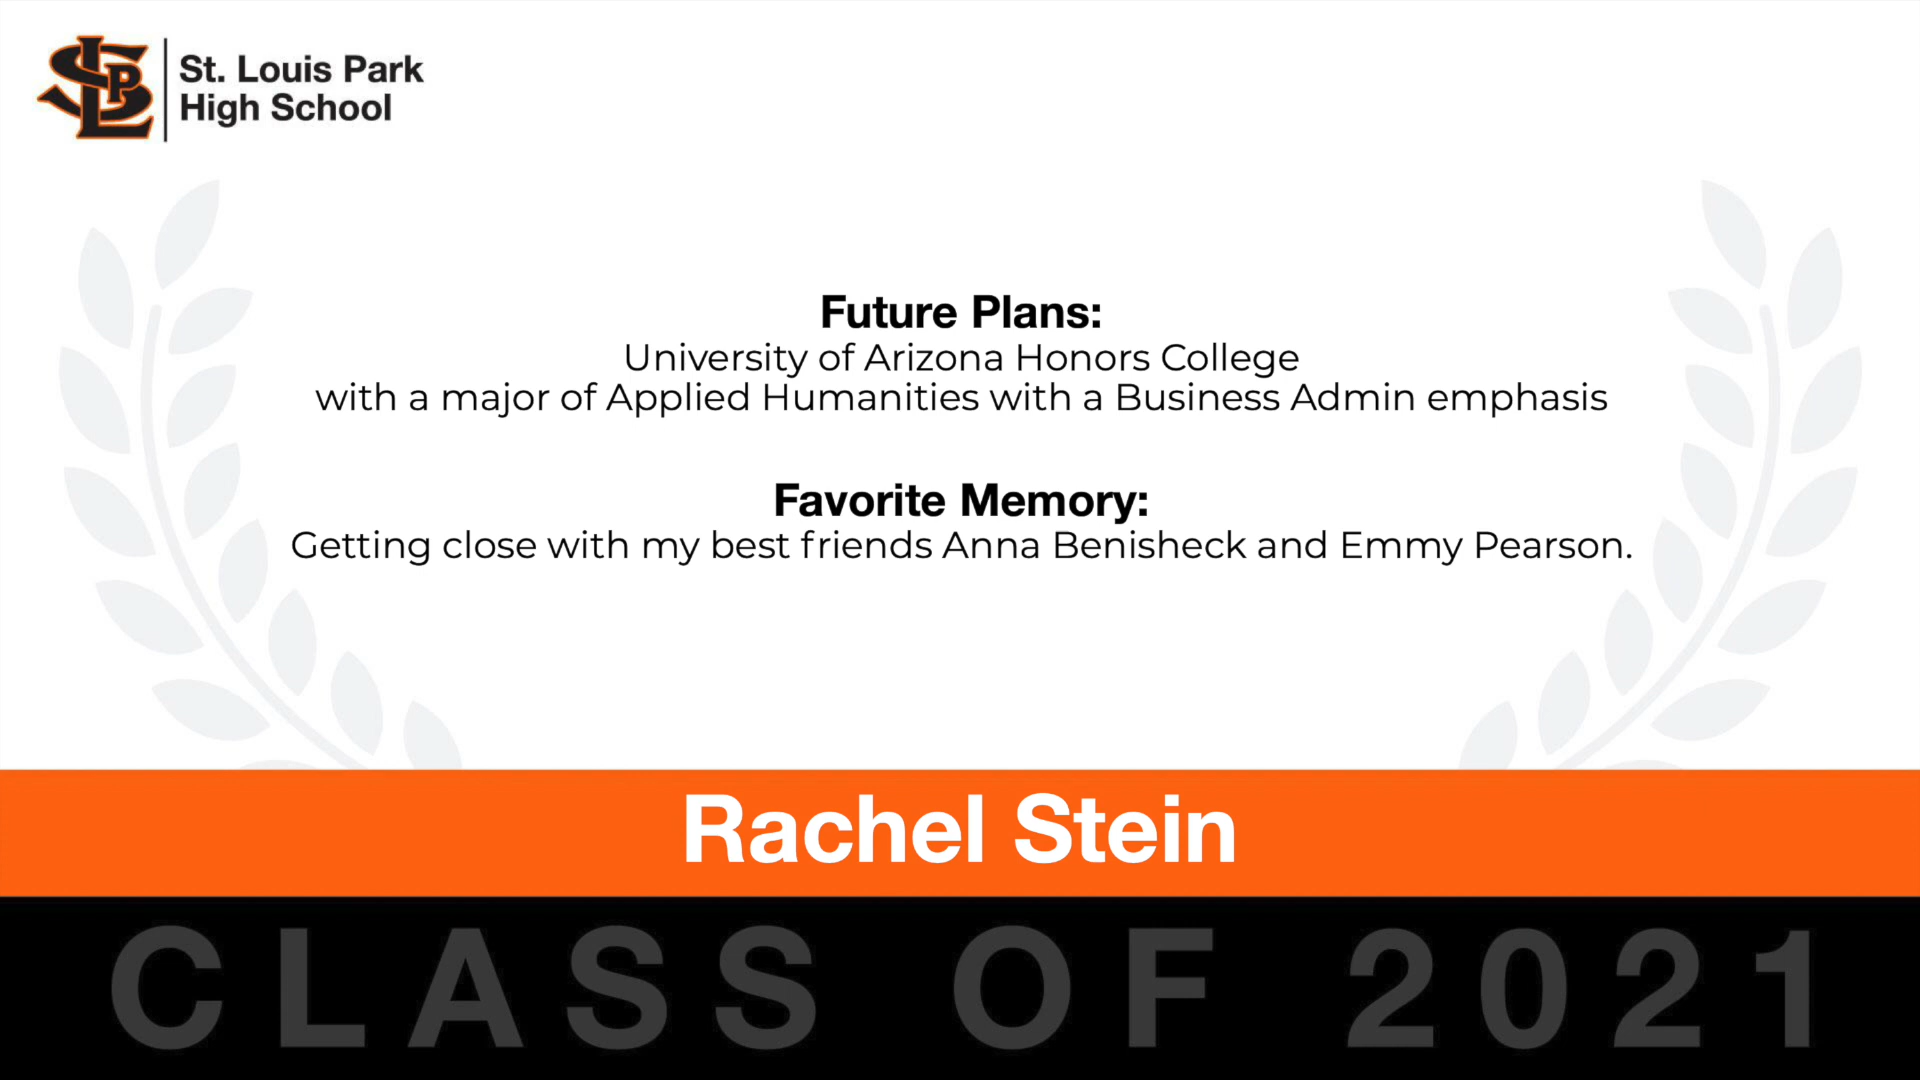 St. Louis Park
High School
Future Plans:
University of Arizona Honors College
with a major of Applied Humanities with a Business Admin emphasis
Favorite Memory:
Getting close with my best friends Anna Benisheck and Emmy Pearson.
Rachel Stein
CLASS OF 2021